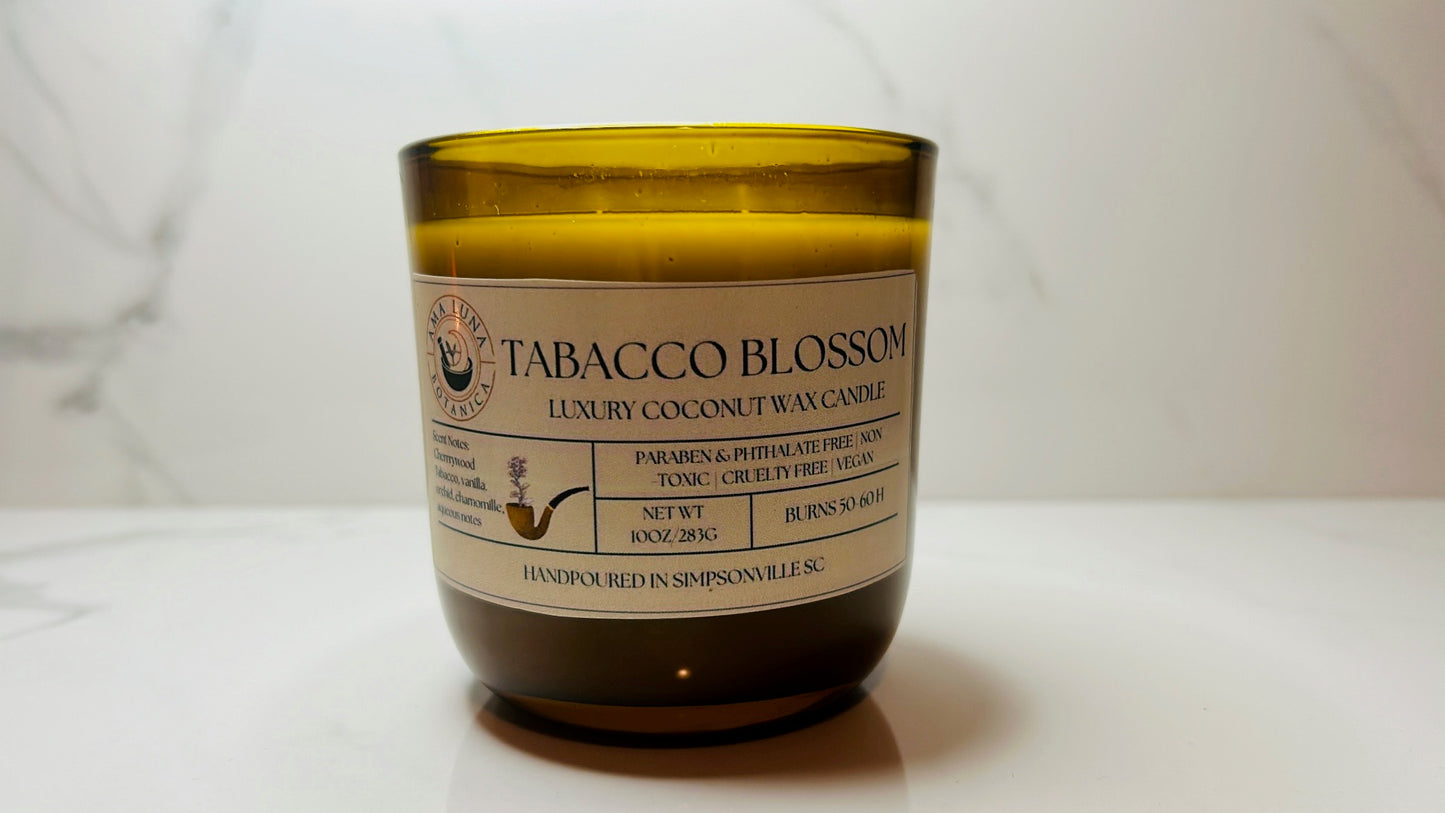 AMA LUNA
BOTANICA
TABACCO BLOSSOM
LUXURY COCONUT WAX CANDLE
Scent Notes:
Cherrywood
tabacco, vanilla,
orchid, chamomille,
aqueous notes
PARABEN & PHTHALATE FREE | NON
-TOXIC | CRUELTY FREE | VEGAN
NET WT
10OZ/283G
BURNS 50-60 H
HANDPOURED IN SIMPSONVILLE SC